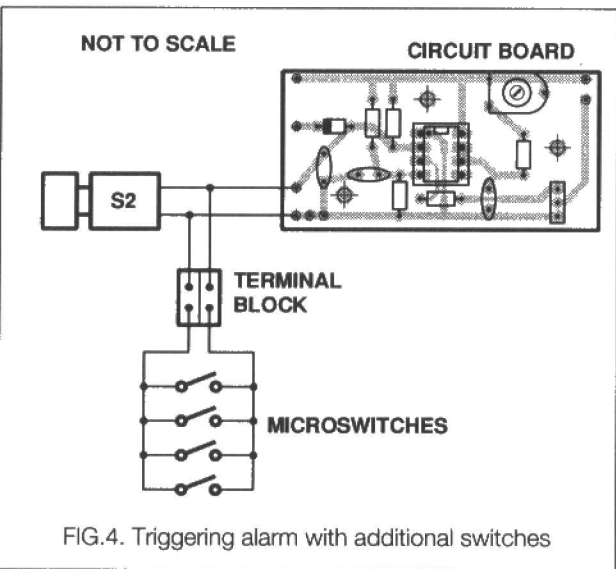 NOT TO SCALE
CIRCUIT BOARD
S2
TERMINAL
BLOCK
MICROSWITCHES
FIG.4. Triggering alarm with additional switches